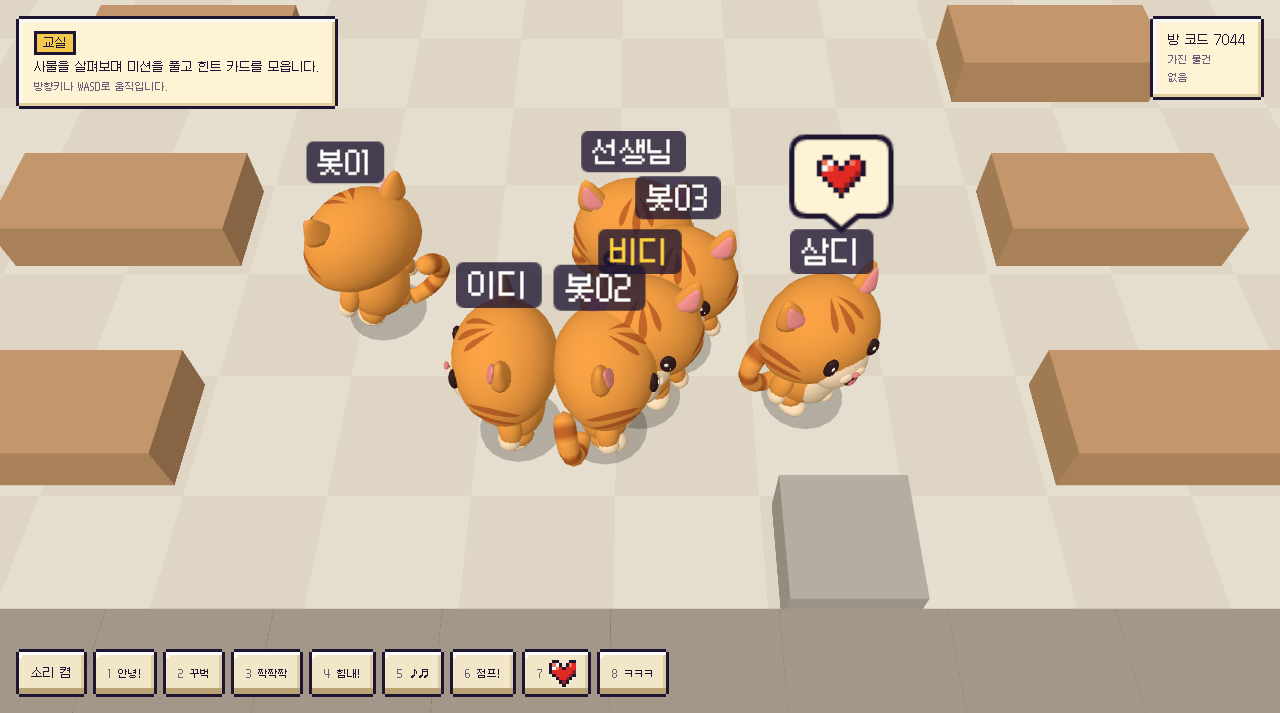 교실
사물을 살펴보며 미션을 풀고 힌트 카드를 모읍니다.
방향키나 WASD로 움직입니다.
방 코드 7044
가진 물건
없음
봇01
선생님
봇03
비디
삼디
이디
봇02
소리 켬
1 안녕!
2 꾸벅
3 짝짝짝
4 힘내!
5 ♪♬
6 점프!
7
8 ㅋㅋㅋ